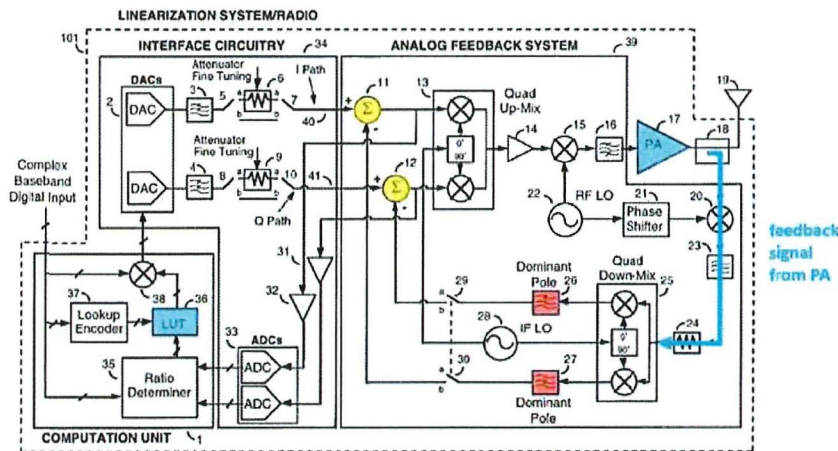 LINEARIZATION SYSTEM/RADIO
101
INTERFACE CIRCUITRY
34
ANALOG FEEDBACK SYSTEM
39
DACs
2
DAC
DAC
Attenuator
Fine Tuning
3
5
a
b
6
a
b
7
I Path
40
Attenuator
Fine Tuning
4
8
a
b
9
a
b
10
Q Path
41
+
Σ
-
11
+
Σ
-
12
13
Quad
Up-Mix
0°
90°
14
15
16
17
PA
18
19
22
RF LO
21
Phase
Shifter
20
23
feedback
signal
from PA
24
Quad
Down-Mix
25
0°
90°
Dominant
Pole
26
27
Dominant
Pole
28
IF LO
29
a
b
30
a
b
31
32
33
ADCs
ADC
ADC
Complex
Baseband
Digital Input
37
Lookup
Encoder
38
36
LUT
35
Ratio
Determiner
COMPUTATION UNIT
1